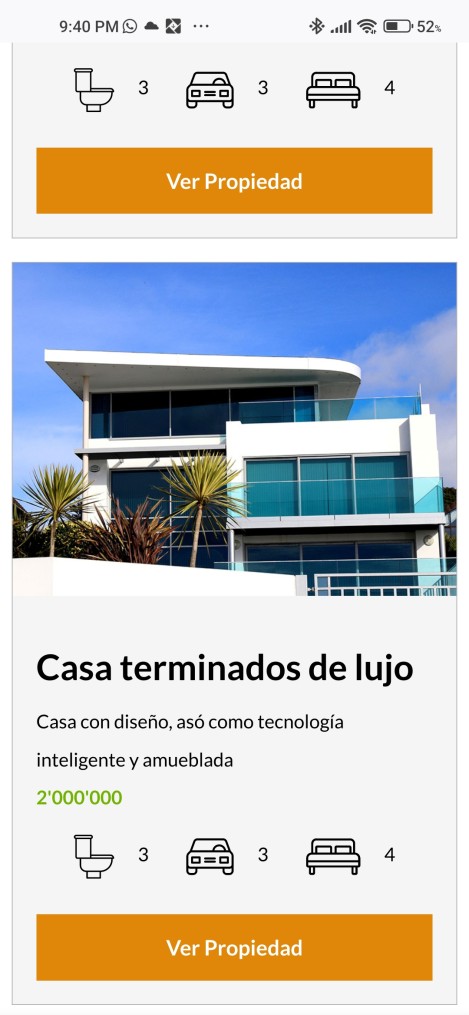 9:40 PM
52%
3
3
4
Ver Propiedad
Casa terminados de lujo
Casa con diseño, asó como tecnología
inteligente y amueblada
2'000'000
3
3
4
Ver Propiedad